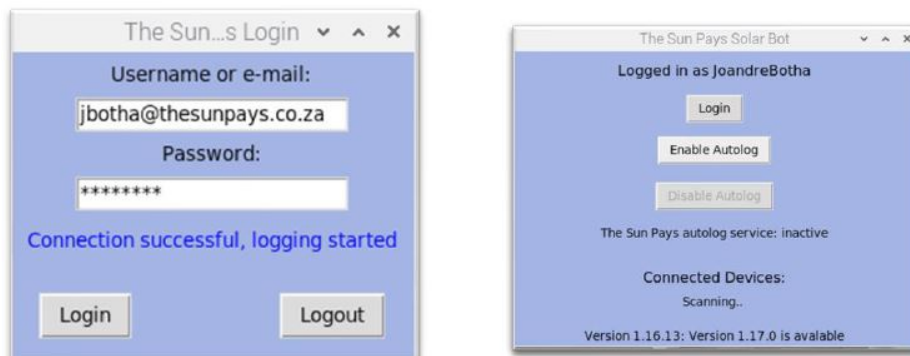 The Sun...s Login
Username or e-mail:
jbotha@thesunpays.co.za
Password:
********
Connection successful, logging started
Login
Logout
The Sun Pays Solar Bot
Logged in as JoandreBotha
Login
Enable Autolog
Disable Autolog
The Sun Pays autolog service: inactive
Connected Devices:
Scanning..
Version 1.16.13: Version 1.17.0 is avalable